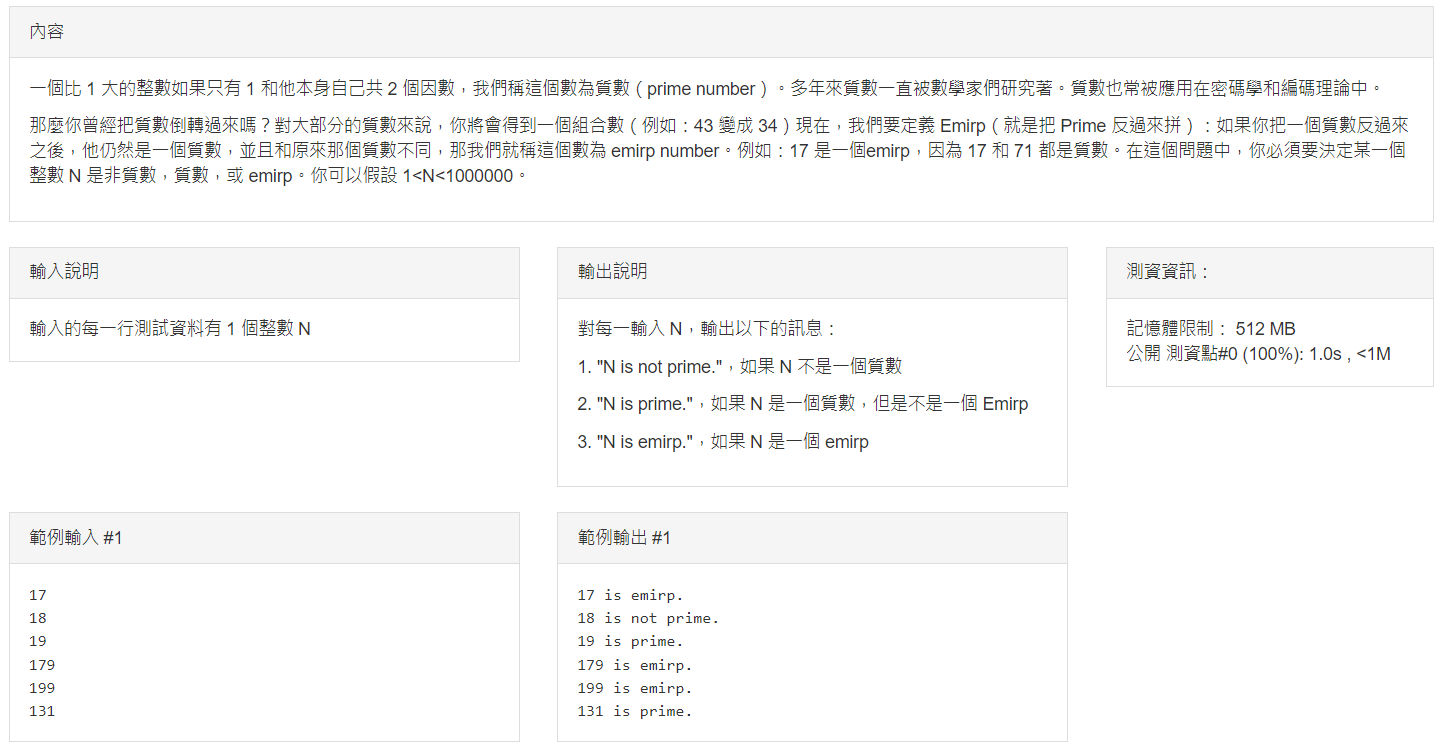 內容
一個比 1 大的整數如果只有 1 和他本身自己共 2 個因數，我們稱這個數為質數 ( prime number ) 。多年來質數一直被數學家們研究著。質數也常被應用在密碼學和編碼理論中。
那麼你曾經把質數倒轉過來嗎？對大部分的質數來說，你將會得到一個組合數 ( 例如：43 變成 34 ) 現在，我們要定義 Emirp ( 就是把 Prime 反過來拼 ) ：如果你把一個質數反過來
之後，他仍然是一個質數，並且和原來那個質數不同，那我們就稱這個數為 emirp number。例如：17 是一個emirp，因為 17 和 71 都是質數。在這個問題中，你必須要決定某一個
整數 N 是非質數，質數，或 emirp。你可以假設 1<N<1000000。
輸入說明
輸入的每一行測試資料有 1 個整數 N
輸出說明
對每一輸入 N，輸出以下的訊息：
1. "N is not prime."，如果 N 不是一個質數
2. "N is prime."，如果 N 是一個質數，但是不是一個 Emirp
3. "N is emirp."，如果 N 是一個 emirp
測資資訊：
記憶體限制： 512 MB
公開 測資點#0 (100%): 1.0s , <1M
範例輸入 #1
17
18
19
179
199
131
範例輸出 #1
17 is emirp.
18 is not prime.
19 is prime.
179 is emirp.
199 is emirp.
131 is prime.